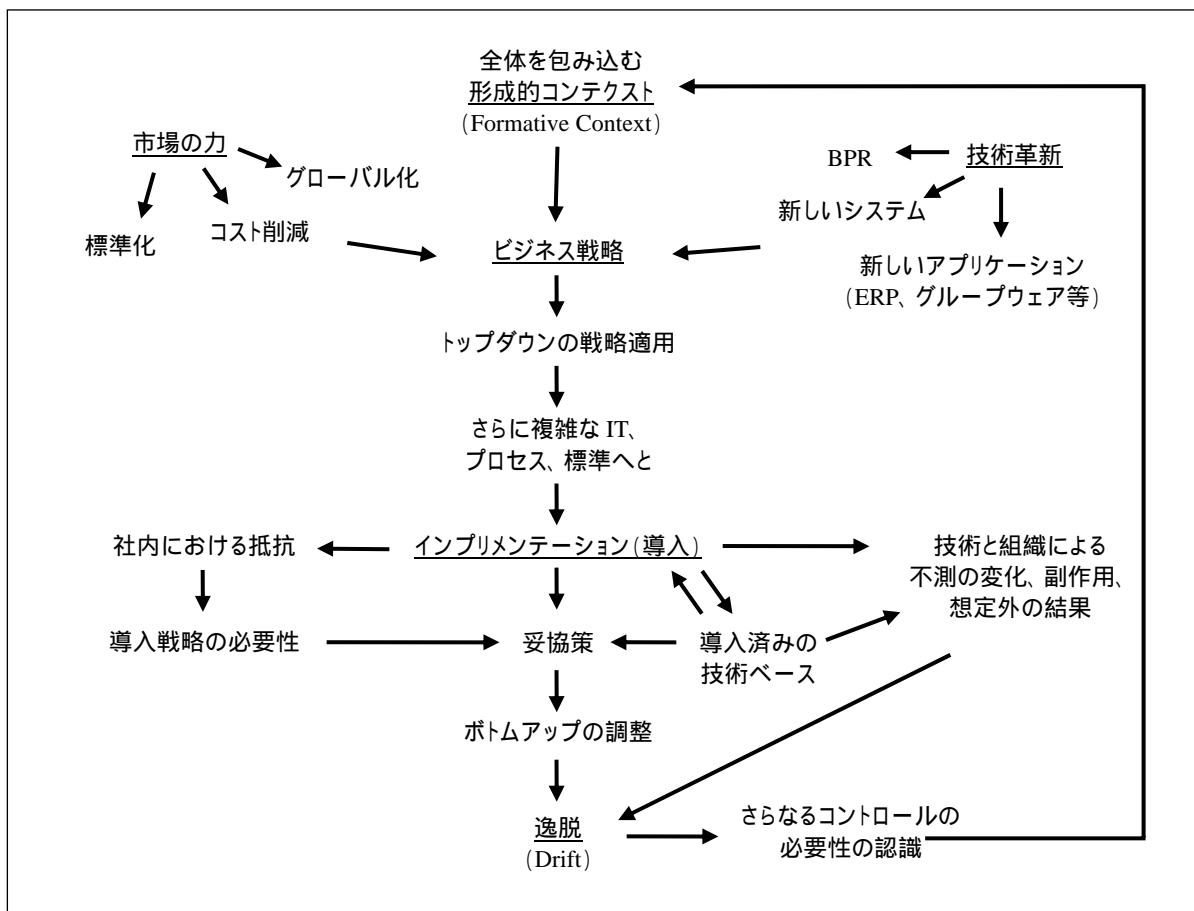 全体を包み込む
形成的コンテクスト
(Formative Context)
市場の力
グローバル化
標準化
コスト削減
BPR
技術革新
新しいシステム
新しいアプリケーション
(ERP、グループウェア等)
ビジネス戦略
トップダウンの戦略適用
さらに複雑な IT、
プロセス、標準へと
社内における抵抗
インプリメンテーション(導入)
技術と組織による
不測の変化、副作用、
想定外の結果
導入戦略の必要性
妥協策
導入済みの
技術ベース
ボトムアップの調整
逸脱
(Drift)
さらなるコントロールの
必要性の認識